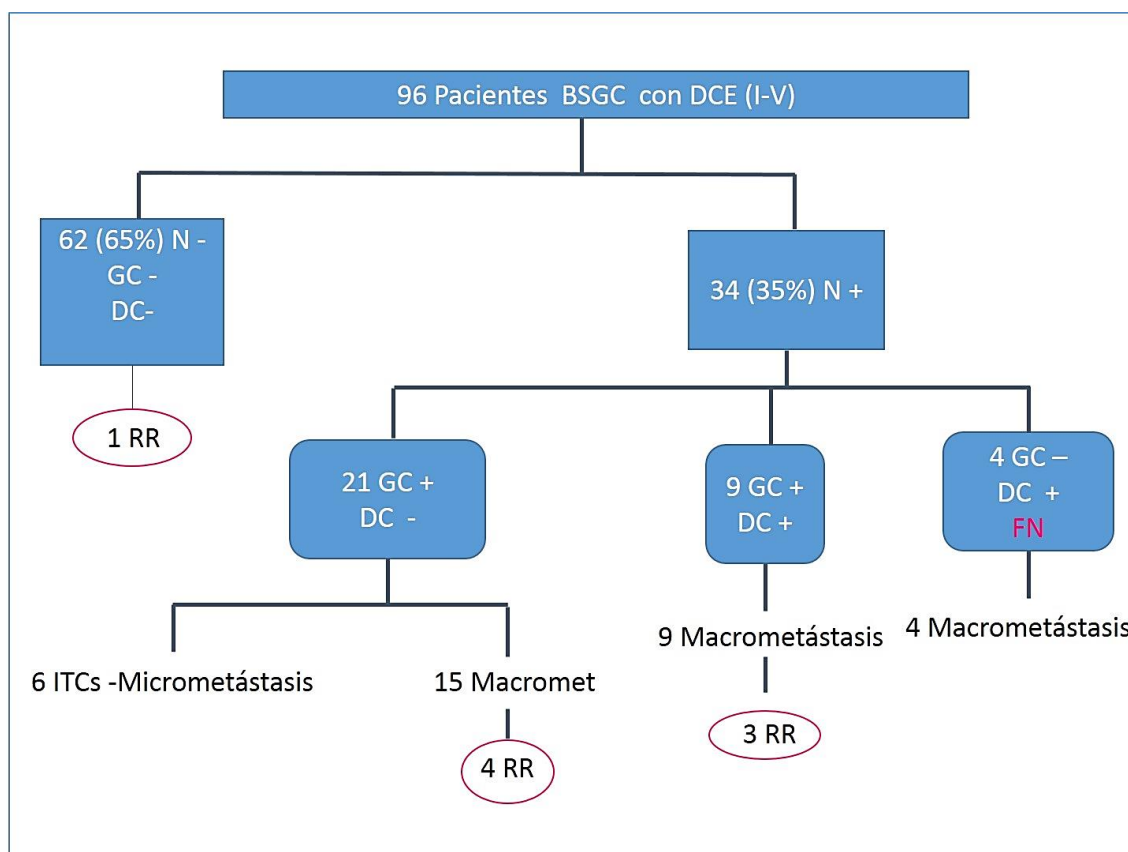 96 Pacientes BSGC con DCE (I-V)
62 (65%) N -
GC -
DC-
34 (35%) N +
1 RR
21 GC +
DC -
9 GC +
DC +
4 GC –
DC +
FN
6 ITCs -Micrometástasis
15 Macromet
9 Macrometástasis
4 Macrometástasis
4 RR
3 RR